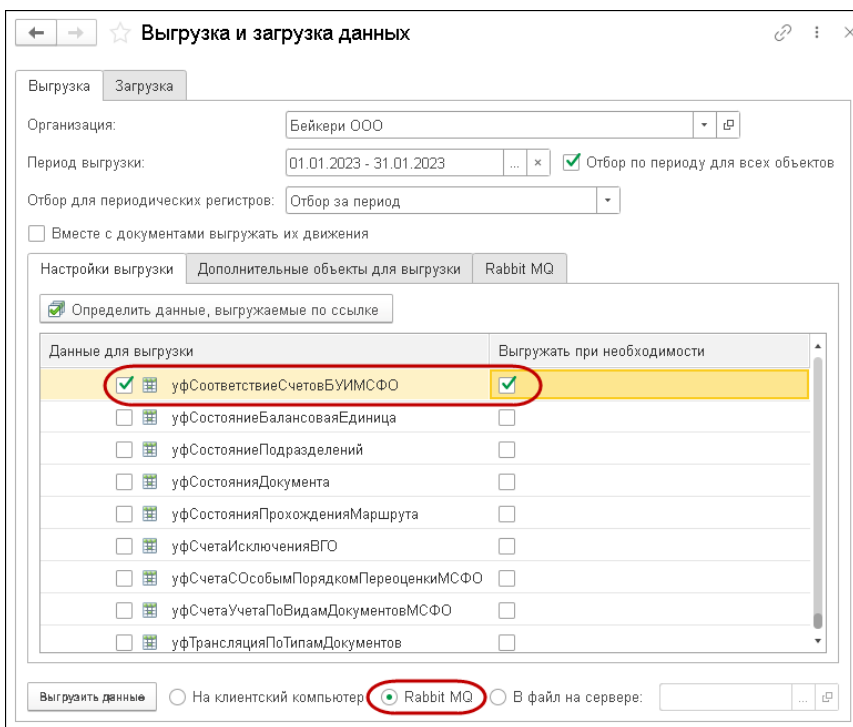 Выгрузка и загрузка данных
Выгрузка Загрузка
Организация: Бейкери ООО
Период выгрузки: 01.01.2023 - 31.01.2023 ... × Отбор по периоду для всех объектов
Отбор для периодических регистров: Отбор за период
Вместе с документами выгружать их движения
Настройки выгрузки Дополнительные объекты для выгрузки Rabbit MQ
Определить данные, выгружаемые по ссылке
Данные для выгрузки Выгружать при необходимости
уфСоответствиеСчетовБУИМСФО
уфСостояниеБалансоваяЕдиница
уфСостояниеПодразделений
уфСостоянияДокумента
уфСостоянияПрохожденияМаршрута
уфСчетаИсключенияВГО
уфСчетаСОсобымПорядкомПереоценкиМСФО
уфСчетаУчетаПоВидамДокументовМСФО
уфТрансляцияПоТипамДокументов
Выгрузить данные На клиентский компьютер Rabbit MQ В файл на сервере: ...